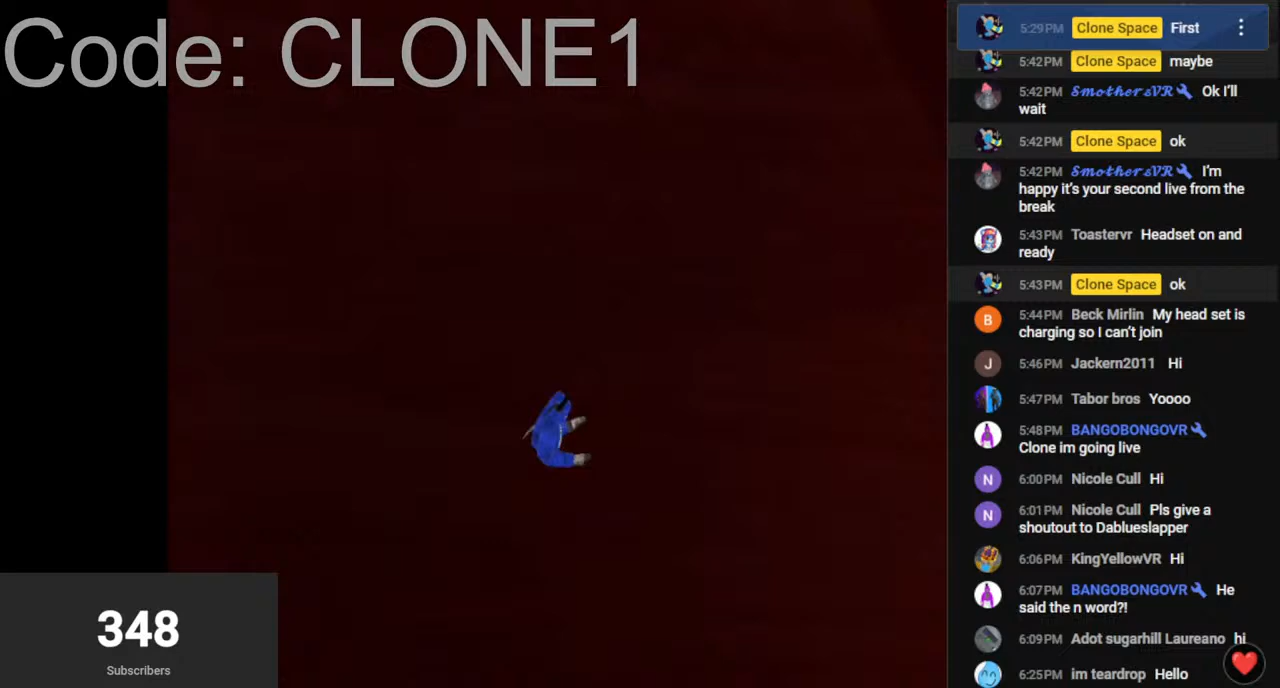 Code: CLONE1
348
Subscribers
5:29 PM Clone Space First
5:42 PM Clone Space maybe
5:42 PM 𝓢𝓶𝓸𝓽𝓱𝓮𝓻𝓼𝓥𝓡 Ok I'll
wait
5:42 PM Clone Space ok
5:42 PM 𝓢𝓶𝓸𝓽𝓱𝓮𝓻𝓼𝓥𝓡 I'm
happy it's your second live from the
break
5:43 PM Toastervr Headset on and
ready
5:43 PM Clone Space ok
B
5:44 PM Beck Mirlin My head set is
charging so I can't join
J
5:46 PM Jackern2011 Hi
5:47 PM Tabor bros Yoooo
5:48 PM BANGOBONGOVR
Clone im going live
N
6:00 PM Nicole Cull Hi
N
6:01 PM Nicole Cull Pls give a
shoutout to Dablueslapper
6:06 PM KingYellowVR Hi
6:07 PM BANGOBONGOVR He
said the n word?!
6:09 PM Adot sugarhill Laureano hi
6:25 PM im teardrop Hello